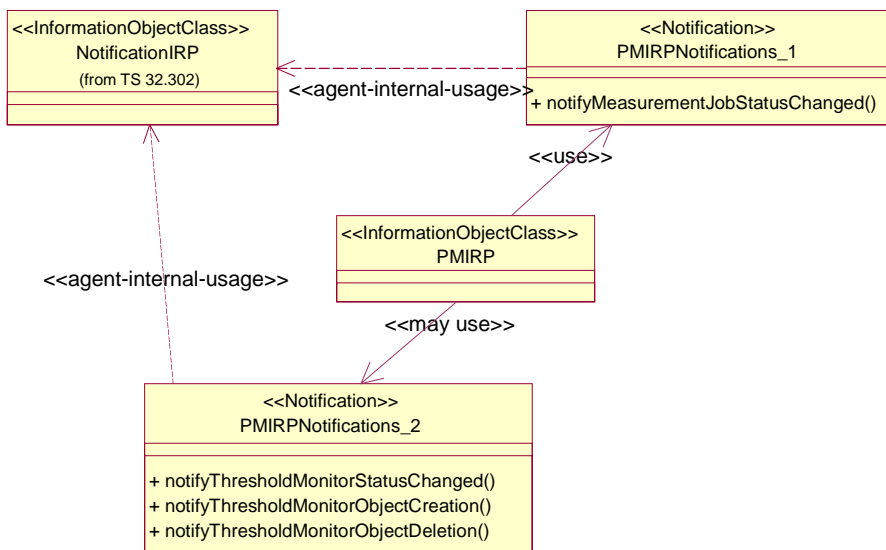 <<InformationObjectClass>>
NotificationIRP
(from TS 32.302)
<<Notification>>
PMIRPNotifications_1
+ notifyMeasurementJobStatusChanged()
<<agent-internal-usage>>
<<use>>
<<InformationObjectClass>>
PMIRP
<<agent-internal-usage>>
<<may use>>
<<Notification>>
PMIRPNotifications_2
+ notifyThresholdMonitorStatusChanged()
+ notifyThresholdMonitorObjectCreation()
+ notifyThresholdMonitorObjectDeletion()